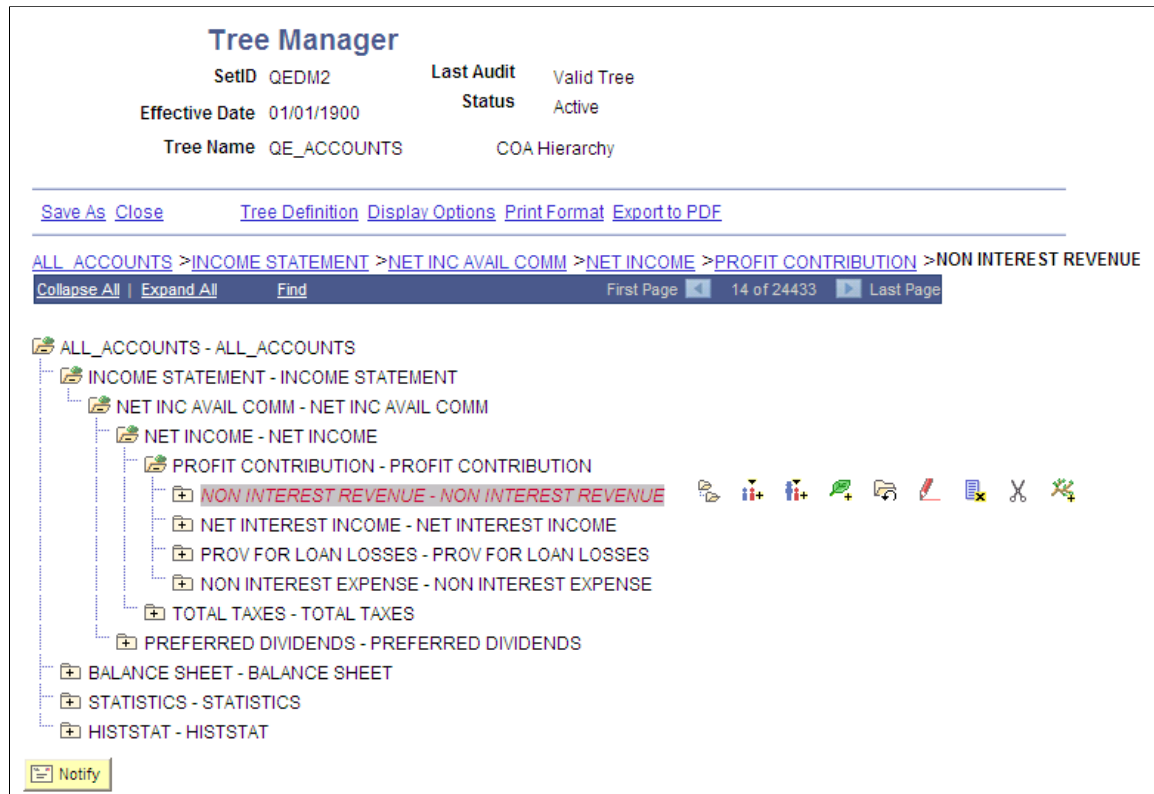 Tree Manager
SetID QEDM2 Last Audit Valid Tree
Effective Date 01/01/1900 Status Active
Tree Name QE_ACCOUNTS COA Hierarchy
Save As Close Tree Definition Display Options Print Format Export to PDF
ALL_ACCOUNTS >INCOME STATEMENT >NET INC AVAIL COMM >NET INCOME >PROFIT CONTRIBUTION >NON INTEREST REVENUE
Collapse All | Expand All Find First Page 14 of 24433 Last Page
ALL_ACCOUNTS - ALL_ACCOUNTS
INCOME STATEMENT - INCOME STATEMENT
NET INC AVAIL COMM - NET INC AVAIL COMM
NET INCOME - NET INCOME
PROFIT CONTRIBUTION - PROFIT CONTRIBUTION
NON INTEREST REVENUE - NON INTEREST REVENUE
NET INTEREST INCOME - NET INTEREST INCOME
PROV FOR LOAN LOSSES - PROV FOR LOAN LOSSES
NON INTEREST EXPENSE - NON INTEREST EXPENSE
TOTAL TAXES - TOTAL TAXES
PREFERRED DIVIDENDS - PREFERRED DIVIDENDS
BALANCE SHEET - BALANCE SHEET
STATISTICS - STATISTICS
HISTSTAT - HISTSTAT
Notify